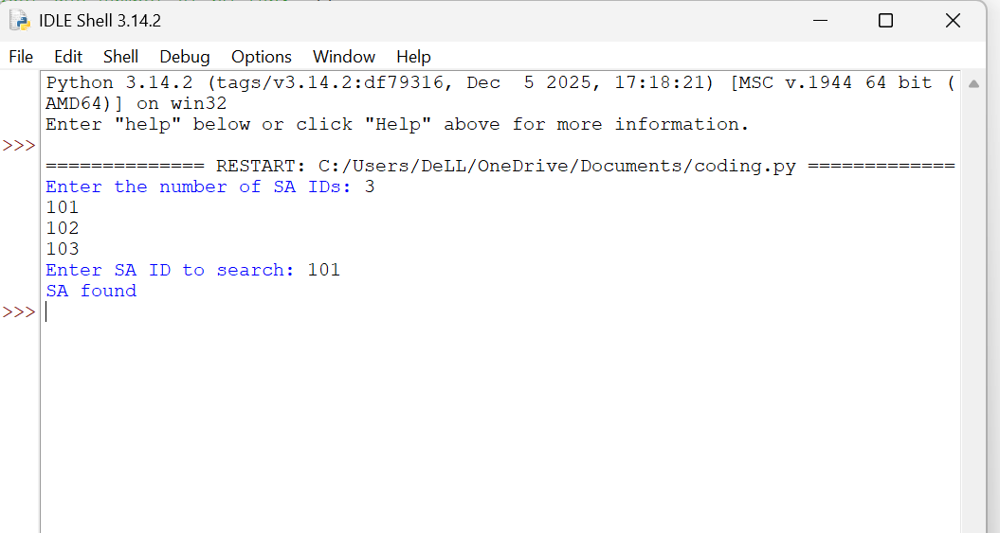 IDLE Shell 3.14.2
File Edit Shell Debug Options Window Help
Python 3.14.2 (tags/v3.14.2:df79316, Dec  5 2025, 17:18:21) [MSC v.1944 64 bit (
AMD64)] on win32
Enter "help" below or click "Help" above for more information.
>>>
============== RESTART: C:/Users/DeLL/OneDrive/Documents/coding.py =============
Enter the number of SA IDs: 3
101
102
103
Enter SA ID to search: 101
SA found
>>>